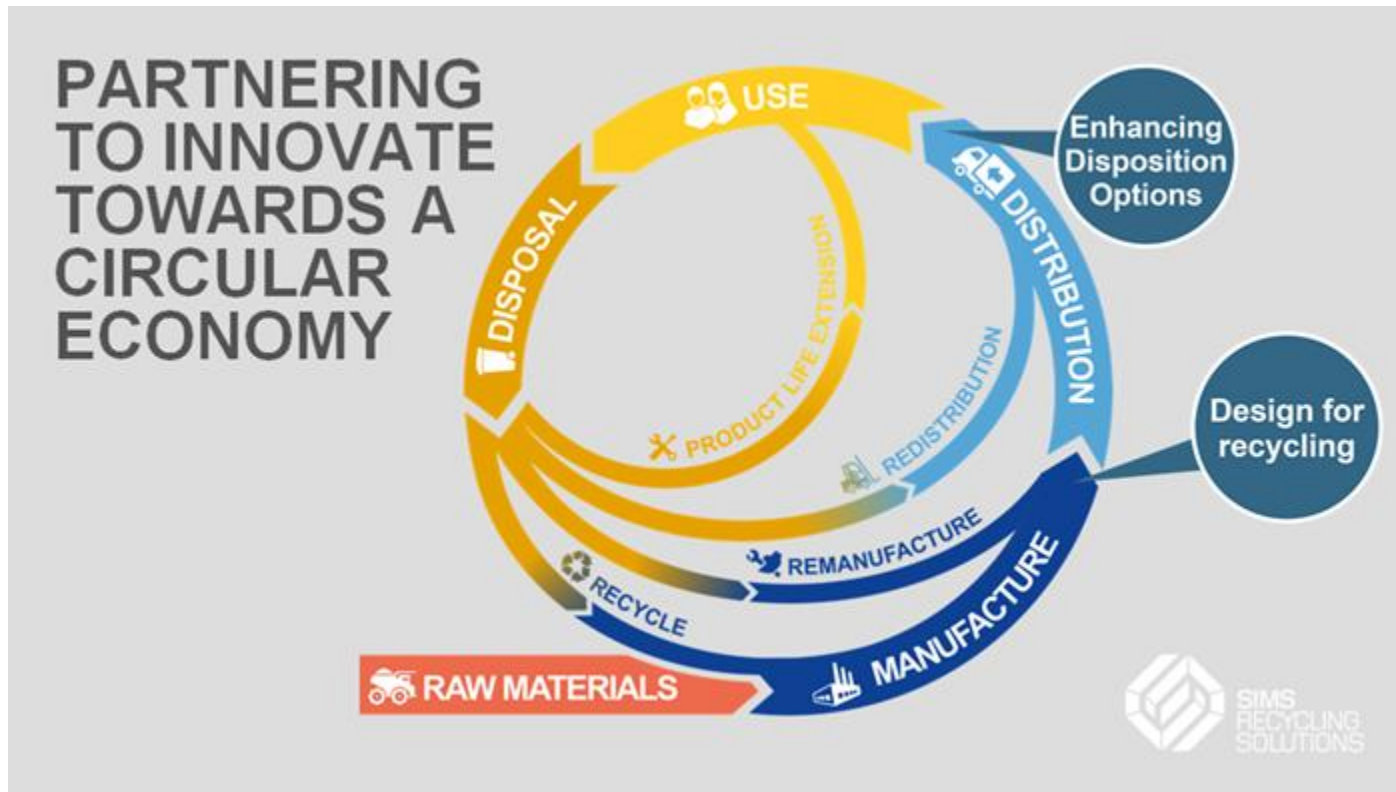 PARTNERING
TO INNOVATE
TOWARDS A
CIRCULAR
ECONOMY
USE
Enhancing
Disposition
Options
DISTRIBUTION
DISPOSAL
PRODUCT LIFE EXTENSION
REDISTRIBUTION
Design for
recycling
REMANUFACTURE
RECYCLE
MANUFACTURE
RAW MATERIALS
SIMS
RECYCLING
SOLUTIONS